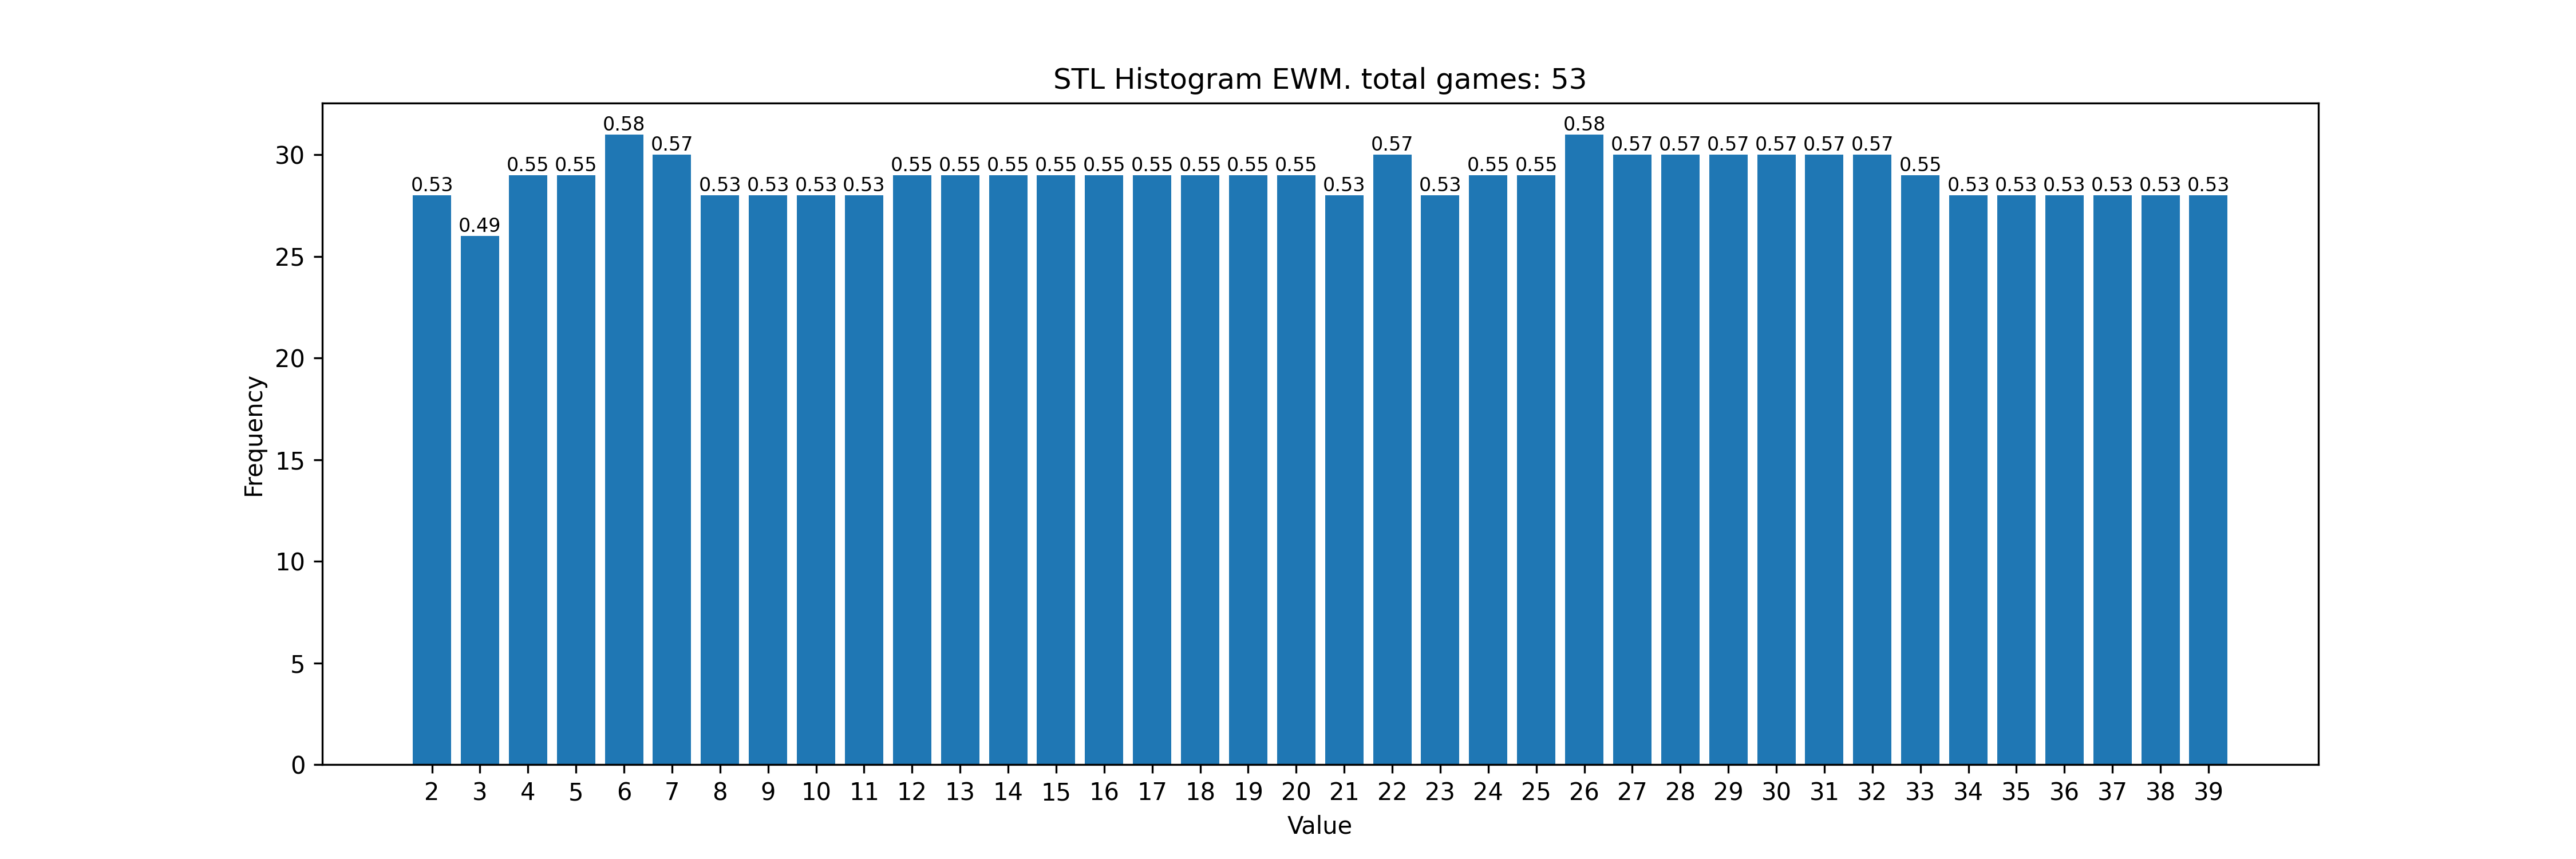 STL Histogram EWM. total games: 53
0.53 0.49 0.55 0.55 0.58 0.57 0.53 0.53 0.53 0.53 0.55 0.55 0.55 0.55 0.55 0.55 0.55 0.55 0.55 0.53 0.57 0.53 0.55 0.55 0.58 0.57 0.57 0.57 0.57 0.57 0.57 0.55 0.53 0.53 0.53 0.53 0.53 0.53
30
25
20
15
10
5
0
Frequency
2 3 4 5 6 7 8 9 10 11 12 13 14 15 16 17 18 19 20 21 22 23 24 25 26 27 28 29 30 31 32 33 34 35 36 37 38 39
Value